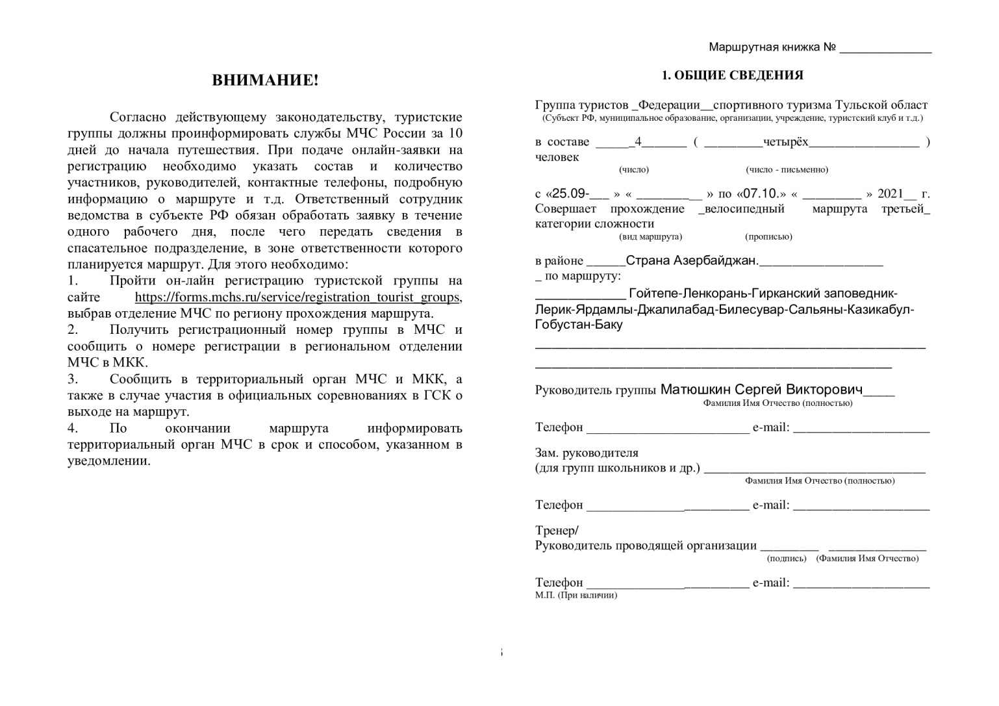 ВНИМАНИЕ!
Согласно действующему законодательству, туристские
группы должны проинформировать службы МЧС России за 10
дней до начала путешествия. При подаче онлайн-заявки на
регистрацию необходимо указать состав и количество
участников, руководителей, контактные телефоны, подробную
информацию о маршруте и т.д. Ответственный сотрудник
ведомства в субъекте РФ обязан обработать заявку в течение
одного рабочего дня, после чего передать сведения в
спасательное подразделение, в зоне ответственности которого
планируется маршрут. Для этого необходимо:
1. Пройти он-лайн регистрацию туристской группы на
сайте https://forms.mchs.ru/service/registration_tourist_groups,
выбрав отделение МЧС по региону прохождения маршрута.
2. Получить регистрационный номер группы в МЧС и
сообщить о номере регистрации в региональном отделении
МЧС в МКК.
3. Сообщить в территориальный орган МЧС и МКК, а
также в случае участия в официальных соревнованиях в ГСК о
выходе на маршрут.
4. По окончании маршрута информировать
территориальный орган МЧС в срок и способом, указанном в
уведомлении.
Маршрутная книжка № ______________
1. ОБЩИЕ СВЕДЕНИЯ
Группа туристов _Федерации__спортивного туризма Тульской област
(Субъект РФ, муниципальное образование, организации, учреждение, туристский клуб и т.д.)
в составе ______4_______ ( _________четырёх_________________ )
человек
(число) (число - письменно)
с «25.09-___ » « __________ » по «07.10.» « _________ » 2021__ г.
Совершает прохождение _велосипедный маршрута третьей_
категории сложности
(вид маршрута) (прописью)
в районе ______Страна Азербайджан.___________________
_ по маршруту:
______________ Гойтепе-Ленкорань-Гирканский заповедник-
Лерик-Ярдамлы-Джалилабад-Билесувар-Сальяны-Казикабул-
Гобустан-Баку
____________________________________________________________
_______________________________________________________
Руководитель группы Матюшкин Сергей Викторович____
Фамилия Имя Отчество (полностью)
Телефон _________________________ e-mail: _____________________
Зам. руководителя
(для групп школьников и др.) __________________________________
Фамилия Имя Отчество (полностью)
Телефон _________________________ e-mail: _____________________
Тренер/
Руководитель проводящей организации _________ _______________
(подпись) (Фамилия Имя Отчество)
Телефон _________________________ e-mail: _____________________
М.П. (При наличии)